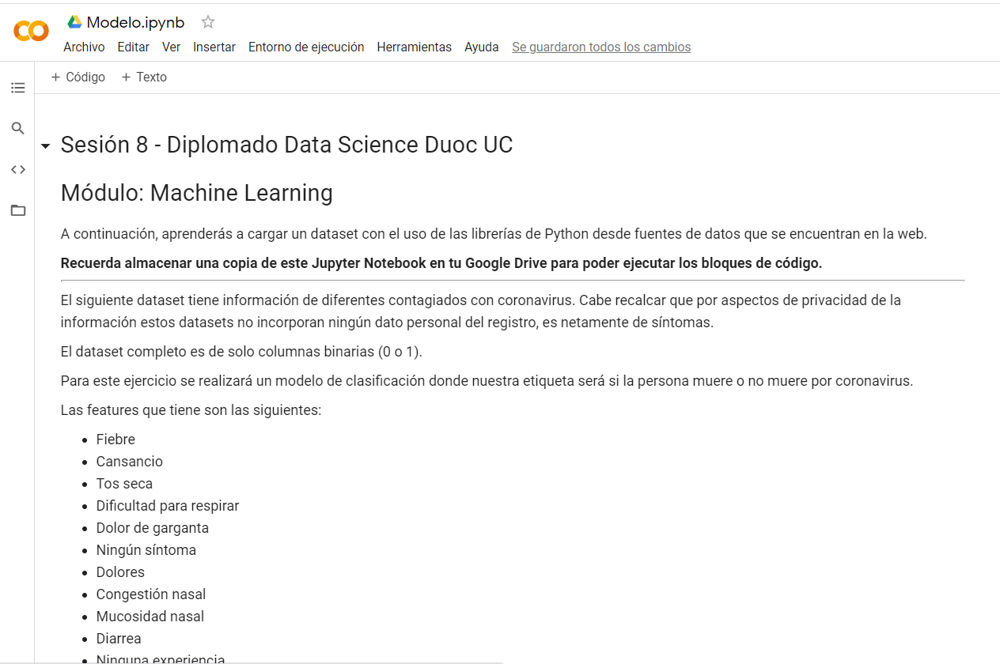 Modelo.ipynb
Archivo Editar Ver Insertar Entorno de ejecución Herramientas Ayuda Se guardaron todos los cambios
+ Código + Texto
Sesión 8 - Diplomado Data Science Duoc UC
Módulo: Machine Learning
A continuación, aprenderás a cargar un dataset con el uso de las librerías de Python desde fuentes de datos que se encuentran en la web.
Recuerda almacenar una copia de este Jupyter Notebook en tu Google Drive para poder ejecutar los bloques de código.
El siguiente dataset tiene información de diferentes contagiados con coronavirus. Cabe recalcar que por aspectos de privacidad de la
información estos datasets no incorporan ningún dato personal del registro, es netamente de síntomas.
El dataset completo es de solo columnas binarias (0 o 1).
Para este ejercicio se realizará un modelo de clasificación donde nuestra etiqueta será si la persona muere o no muere por coronavirus.
Las features que tiene son las siguientes:
• Fiebre
• Cansancio
• Tos seca
• Dificultad para respirar
• Dolor de garganta
• Ningún síntoma
• Dolores
• Congestión nasal
• Mucosidad nasal
• Diarrea
• Ninguna experiencia